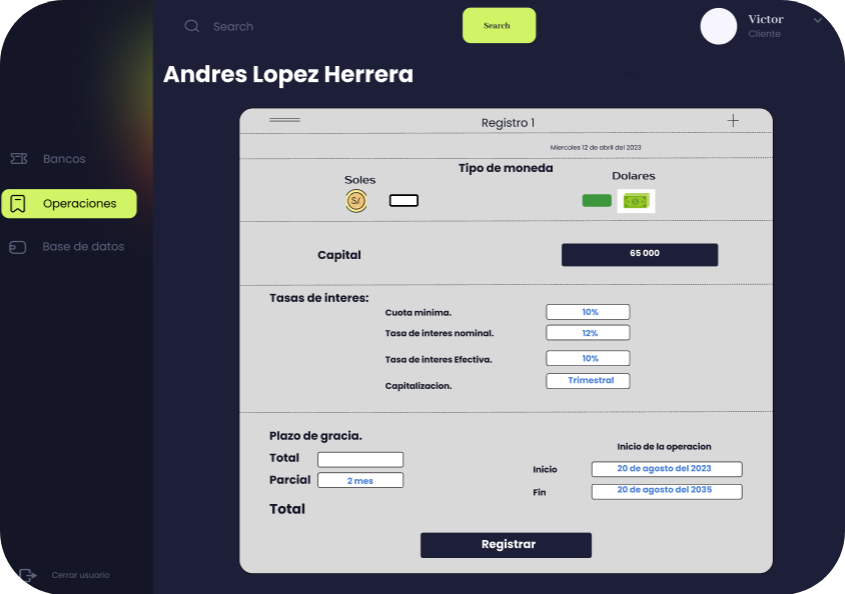 Search
Search
Victor
Cliente
Andres Lopez Herrera
Bancos
Operaciones
Base de datos
Cerrar usuario
Registro 1
Miercoles 12 de abril del 2023
Tipo de moneda
Soles
Dolares
S/
Capital
65 000
Tasas de interes:
Cuota minima.
10%
Tasa de interes nominal.
12%
Tasa de interes Efectiva.
10%
Capitalizacion.
Trimestral
Plazo de gracia.
Total
Parcial
2 mes
Total
Inicio de la operacion
Inicio
20 de agosto del 2023
Fin
20 de agosto del 2035
Registrar